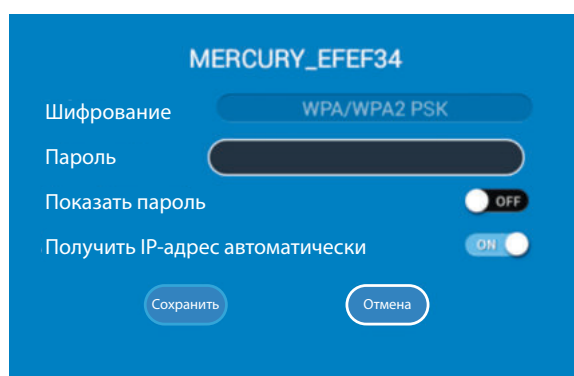 MERCURY_EFEF34
Шифрование WPA/WPA2 PSK
Пароль
Показать пароль OFF
Получить IP-адрес автоматически ON
Сохранить Отмена